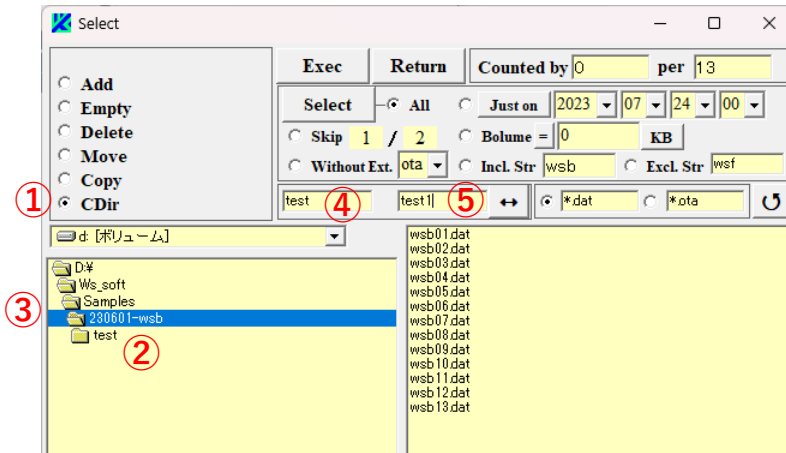 Select
Add
Empty
Delete
Move
Copy
① CDir
Exec Return Counted by 0 per 13
Select All Just on 2023 07 24 00
Skip 1 / 2 Bolume = 0 KB
Without Ext. ota Incl. Str wsb Excl. Str wsf
test ④ test1 ⑤ ↔ *.dat *.ota ↺
d: [ボリューム]
D:¥
Ws_soft
Samples
③ 230601-wsb
test
②
wsb01.dat
wsb02.dat
wsb03.dat
wsb04.dat
wsb05.dat
wsb06.dat
wsb07.dat
wsb08.dat
wsb09.dat
wsb10.dat
wsb11.dat
wsb12.dat
wsb13.dat